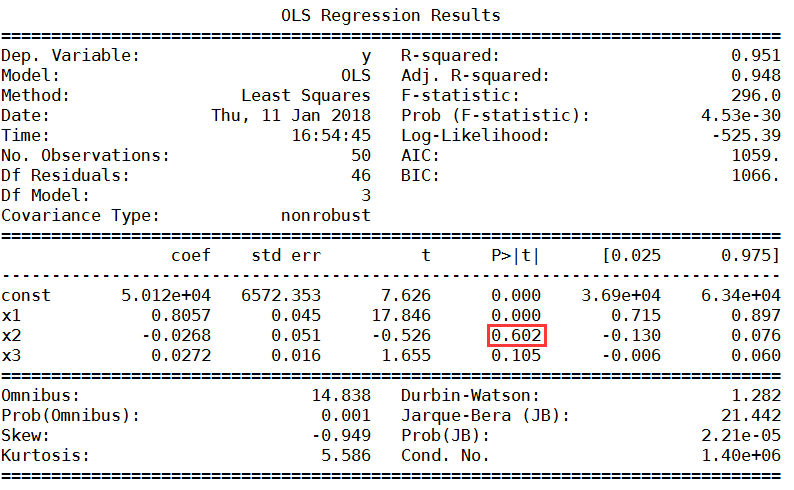 OLS Regression Results
==============================================================================
Dep. Variable:                      y   R-squared:                       0.951
Model:                            OLS   Adj. R-squared:                  0.948
Method:                 Least Squares   F-statistic:                     296.0
Date:                Thu, 11 Jan 2018   Prob (F-statistic):           4.53e-30
Time:                        16:54:45   Log-Likelihood:                -525.39
No. Observations:                  50   AIC:                             1059.
Df Residuals:                      46   BIC:                             1066.
Df Model:                           3
Covariance Type:            nonrobust
==============================================================================
                 coef    std err          t      P>|t|      [0.025      0.975]
------------------------------------------------------------------------------
const       5.012e+04   6572.353      7.626      0.000    3.69e+04    6.34e+04
x1             0.8057      0.045     17.846      0.000       0.715       0.897
x2            -0.0268      0.051     -0.526      0.602      -0.130       0.076
x3             0.0272      0.016      1.655      0.105      -0.006       0.060
==============================================================================
Omnibus:                       14.838   Durbin-Watson:                   1.282
Prob(Omnibus):                  0.001   Jarque-Bera (JB):               21.442
Skew:                          -0.949   Prob(JB):                     2.21e-05
Kurtosis:                       5.586   Cond. No.                     1.40e+06
==============================================================================